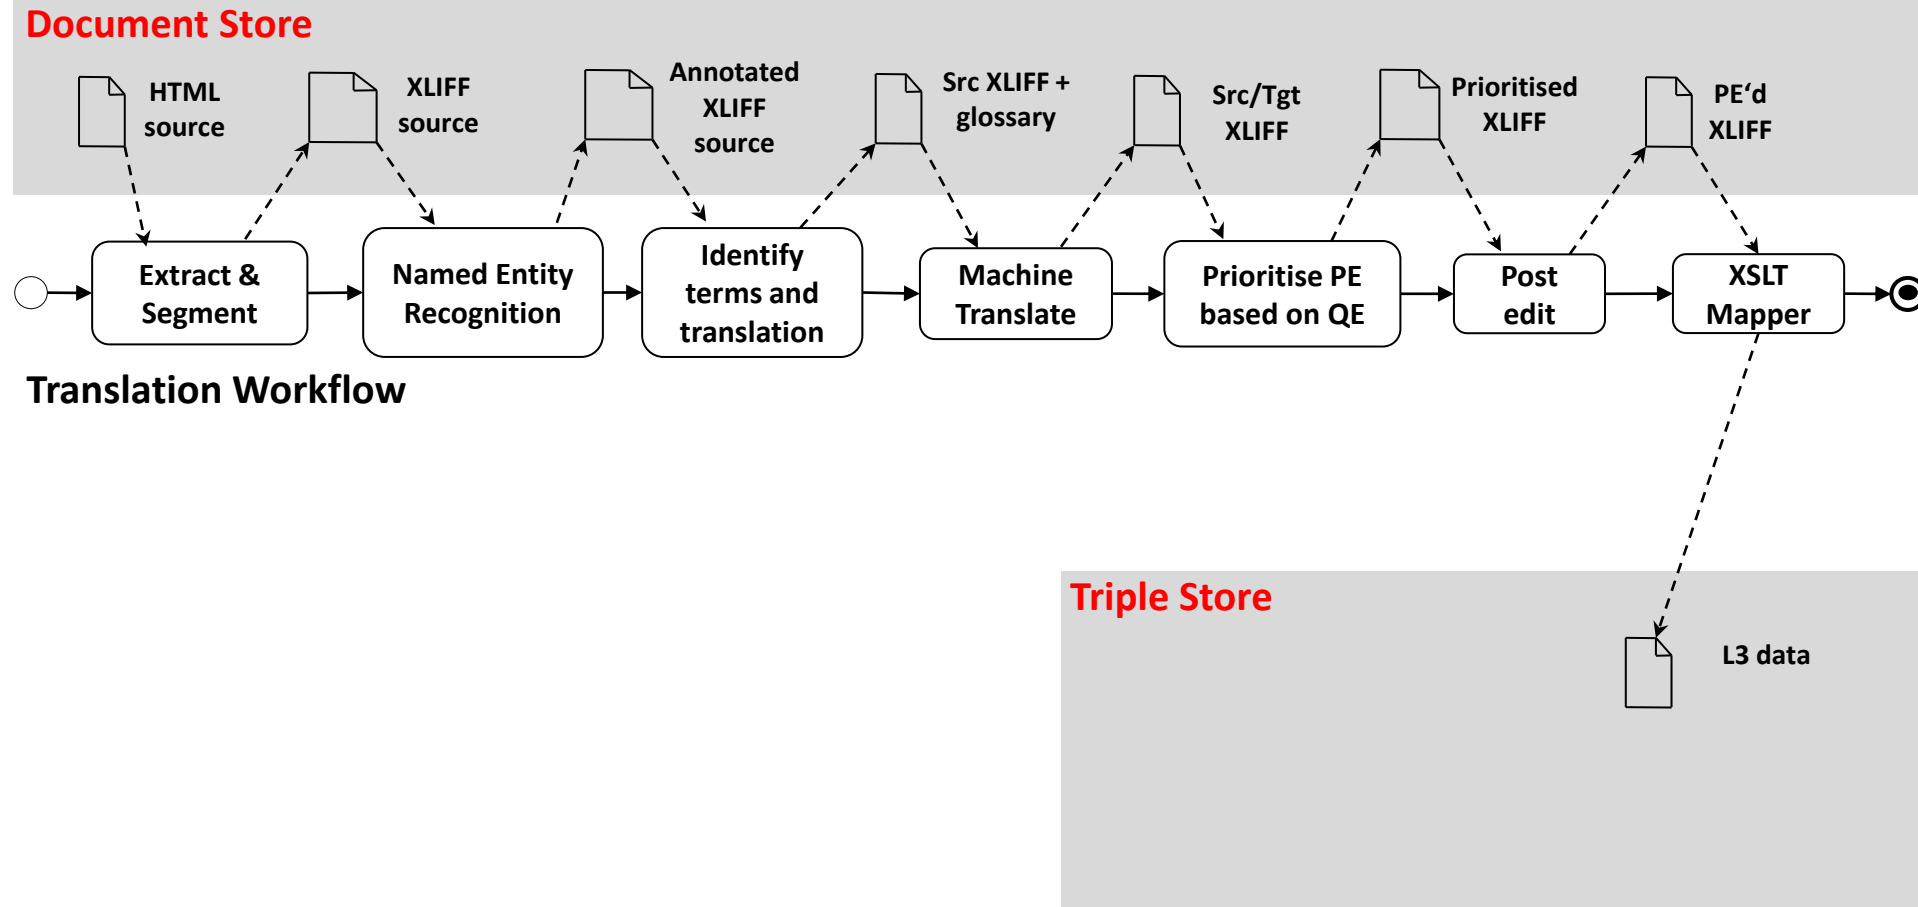 Document Store
HTML
source
XLIFF
source
Annotated
XLIFF
source
Src XLIFF +
glossary
Src/Tgt
XLIFF
Prioritised
XLIFF
PE‘d
XLIFF
Extract &
Segment
Named Entity
Recognition
Identify
terms and
translation
Machine
Translate
Prioritise PE
based on QE
Post
edit
XSLT
Mapper
Translation Workflow
Triple Store
L3 data